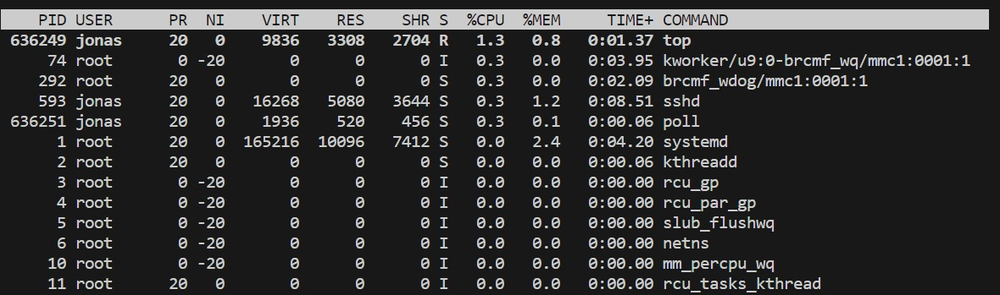 PID USER PR NI VIRT RES SHR S %CPU %MEM TIME+ COMMAND
636249 jonas 20 0 9836 3308 2704 R 1.3 0.8 0:01.37 top
74 root 0 -20 0 0 0 I 0.3 0.0 0:03.95 kworker/u9:0-brcmf_wq/mmc1:0001:1
292 root 20 0 0 0 0 S 0.3 0.0 0:02.09 brcmf_wdog/mmc1:0001:1
593 jonas 20 0 16268 5080 3644 S 0.3 1.2 0:08.51 sshd
636251 jonas 20 0 1936 520 456 S 0.3 0.1 0:00.06 poll
1 root 20 0 165216 10096 7412 S 0.0 2.4 0:04.20 systemd
2 root 20 0 0 0 0 S 0.0 0.0 0:00.06 kthreadd
3 root 0 -20 0 0 0 I 0.0 0.0 0:00.00 rcu_gp
4 root 0 -20 0 0 0 I 0.0 0.0 0:00.00 rcu_par_gp
5 root 0 -20 0 0 0 I 0.0 0.0 0:00.00 slub_flushwq
6 root 0 -20 0 0 0 I 0.0 0.0 0:00.00 netns
10 root 0 -20 0 0 0 I 0.0 0.0 0:00.00 mm_percpu_wq
11 root 20 0 0 0 0 I 0.0 0.0 0:00.00 rcu_tasks_kthread